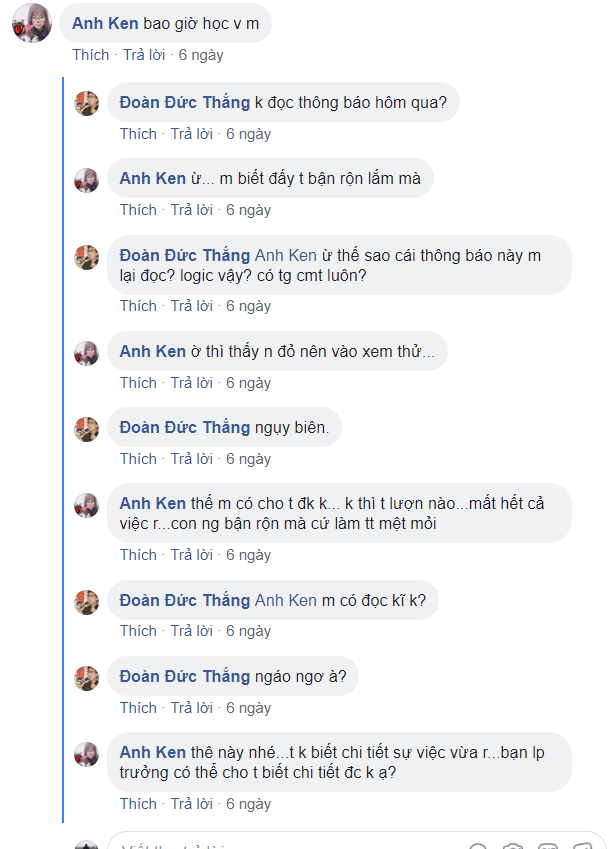 Anh Ken bao giờ học v m
Thích · Trả lời · 6 ngày
Đoàn Đức Thắng k đọc thông báo hôm qua?
Thích · Trả lời · 6 ngày
Anh Ken ừ... m biết đấy t bận rộn lắm mà
Thích · Trả lời · 6 ngày
Đoàn Đức Thắng Anh Ken ừ thế sao cái thông báo này m
lại đọc? logic vậy? có tg cmt luôn?
Thích · Trả lời · 6 ngày
Anh Ken ờ thì thấy n đỏ nên vào xem thử...
Thích · Trả lời · 6 ngày
Đoàn Đức Thắng ngụy biên.
Thích · Trả lời · 6 ngày
Anh Ken thế m có cho t đk k... k thì t lượn nào...mất hết cả
việc r...con ng bận rộn mà cứ làm tt mệt mỏi
Thích · Trả lời · 6 ngày
Đoàn Đức Thắng Anh Ken m có đọc kĩ k?
Thích · Trả lời · 6 ngày
Đoàn Đức Thắng ngáo ngơ à?
Thích · Trả lời · 6 ngày
Anh Ken thê này nhé...t k biết chi tiết sự việc vừa r...bạn lp
trưởng có thể cho t biết chi tiết đc k ạ?
Thích · Trả lời · 6 ngày